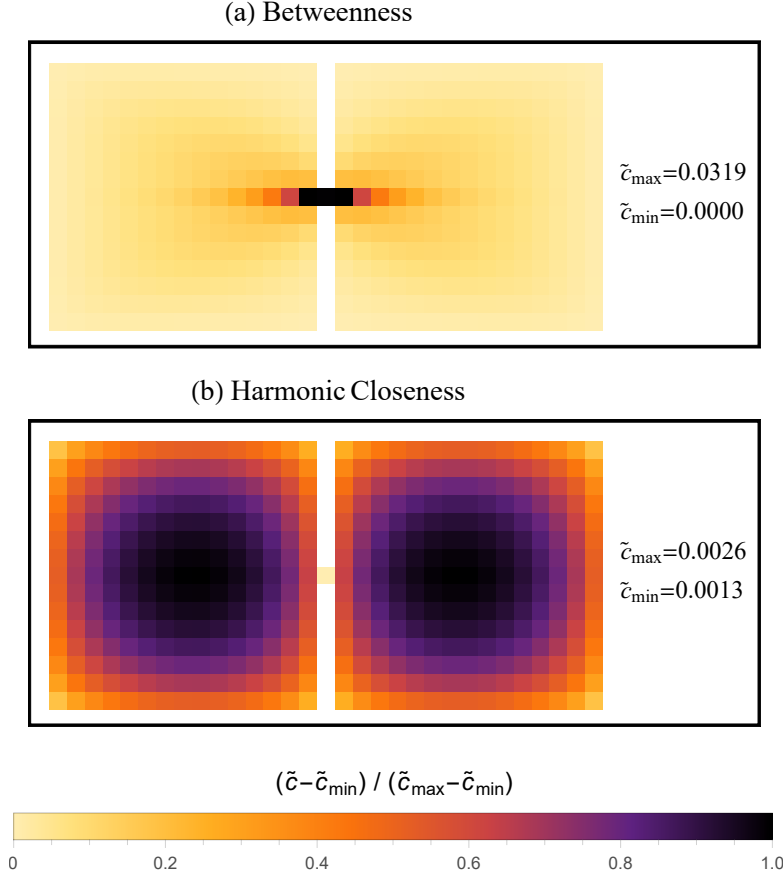 (a) Betweenness
c̃max=0.0319
c̃min=0.0000
(b) Harmonic Closeness
c̃max=0.0026
c̃min=0.0013
(c̃−c̃min) / (c̃max−c̃min)
0 0.2 0.4 0.6 0.8 1.0